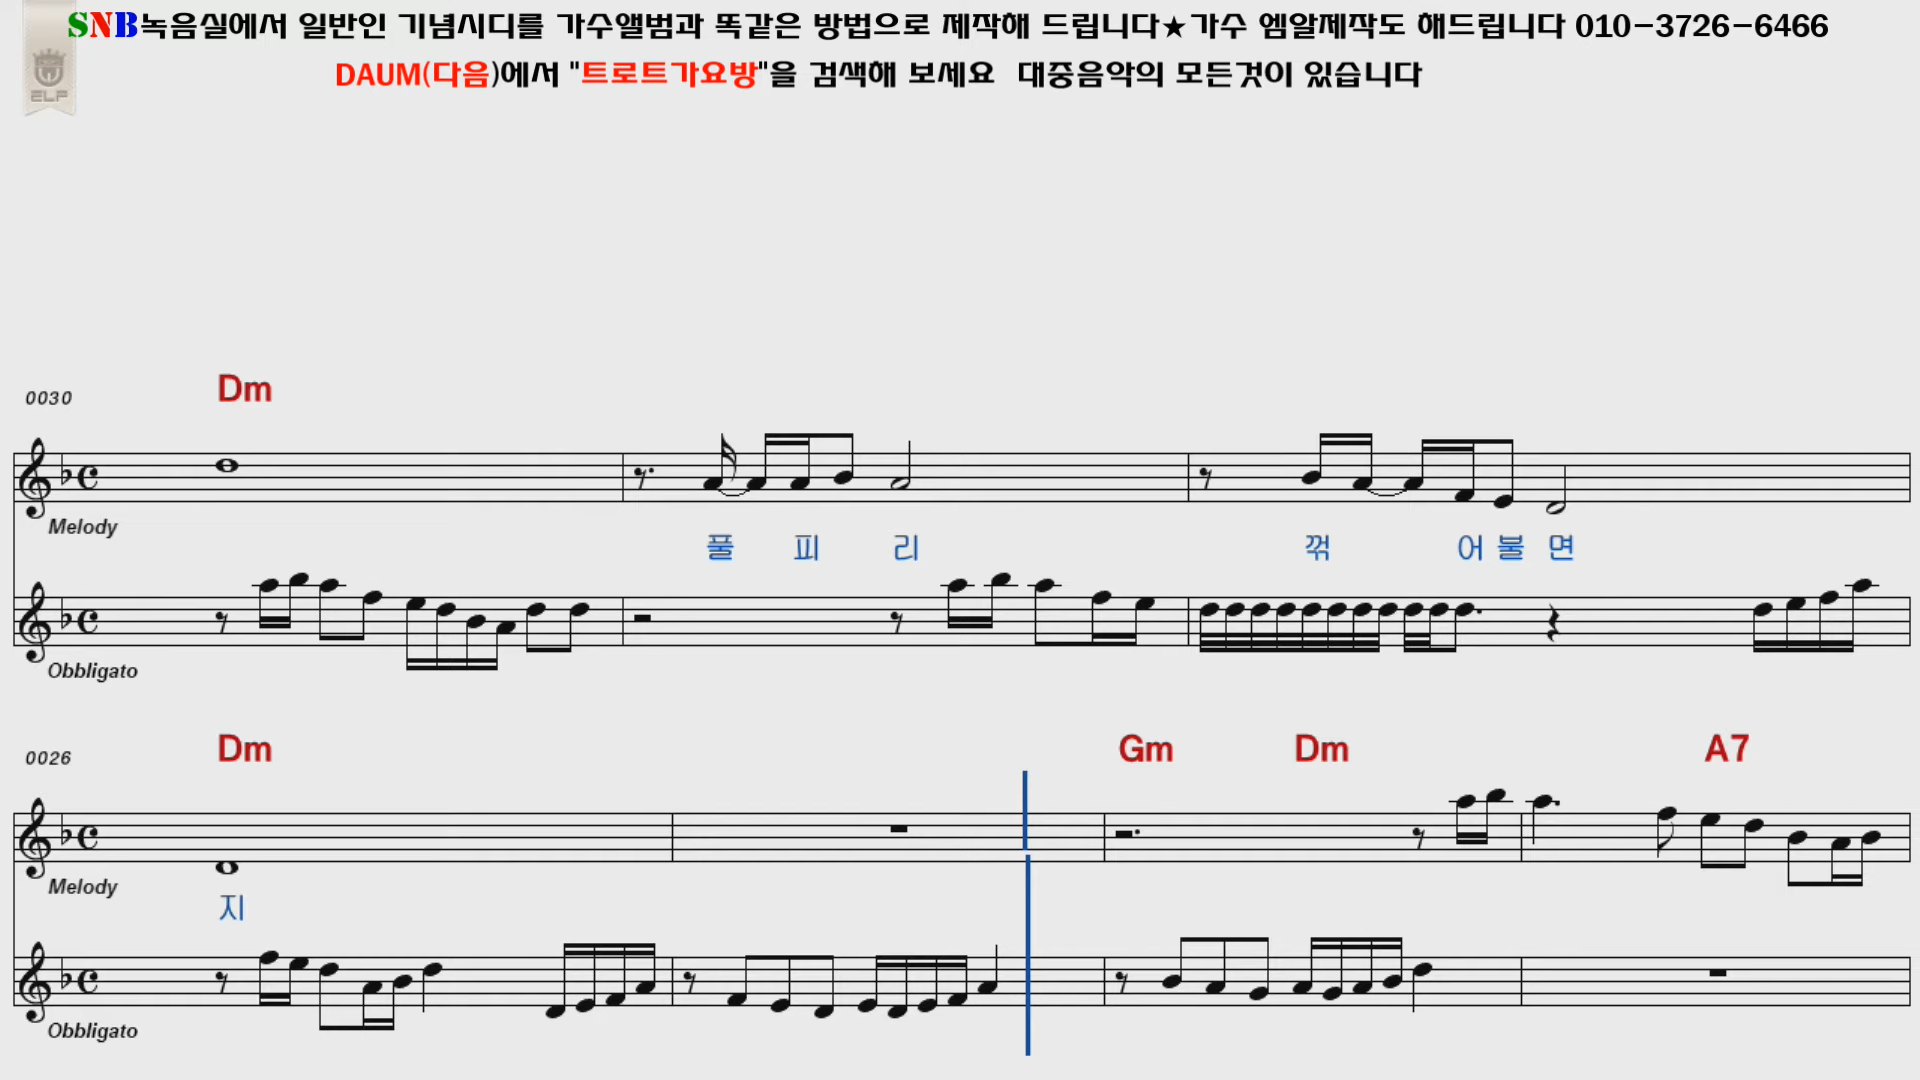 SNB녹음실에서 일반인 기념시디를 가수앨범과 똑같은 방법으로 제작해 드립니다★가수 엠알제작도 해드립니다 010-3726-6466
DAUM(다음)에서 "트로트가요방"을 검색해 보세요 대중음악의 모든것이 있습니다
ELF
0030 Dm
Melody
풀 피 리 꺾 어 불 면
Obbligato
0026 Dm Gm Dm A7
Melody
지
Obbligato